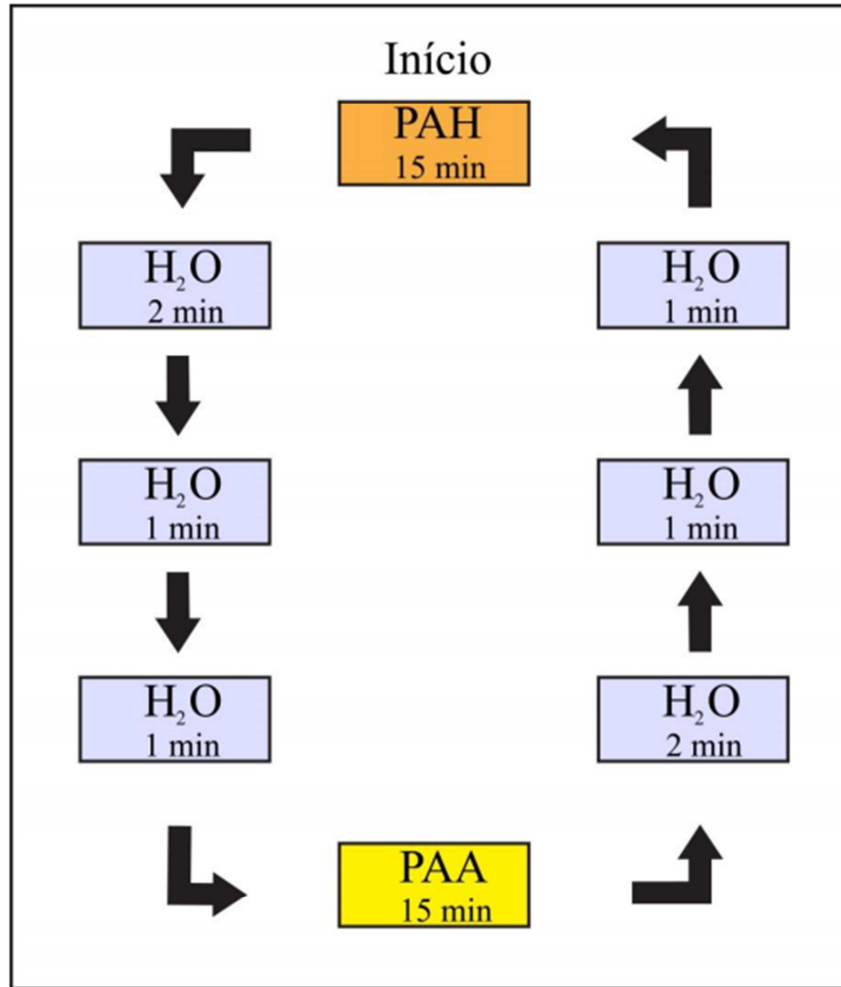 Início
PAH
15 min
H₂O
2 min
H₂O
1 min
H₂O
1 min
PAA
15 min
H₂O
2 min
H₂O
1 min
H₂O
1 min